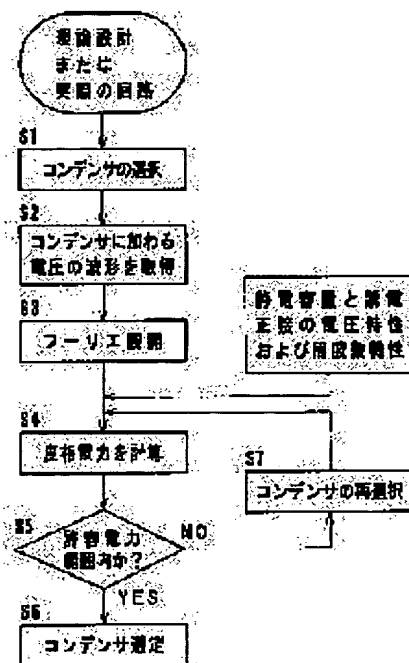 理論設計
または
実際の回路
S1
コンデンサの選択
S2
コンデンサに加わる
電圧の波形を取得
S3
フーリエ展開
静電容量と誘電
正接の電圧特性
および周波数特性
S4
皮相電力を計算
S7
コンデンサの再選択
S5
許容電力
範囲内か?
NO
YES
S6
コンデンサ選定